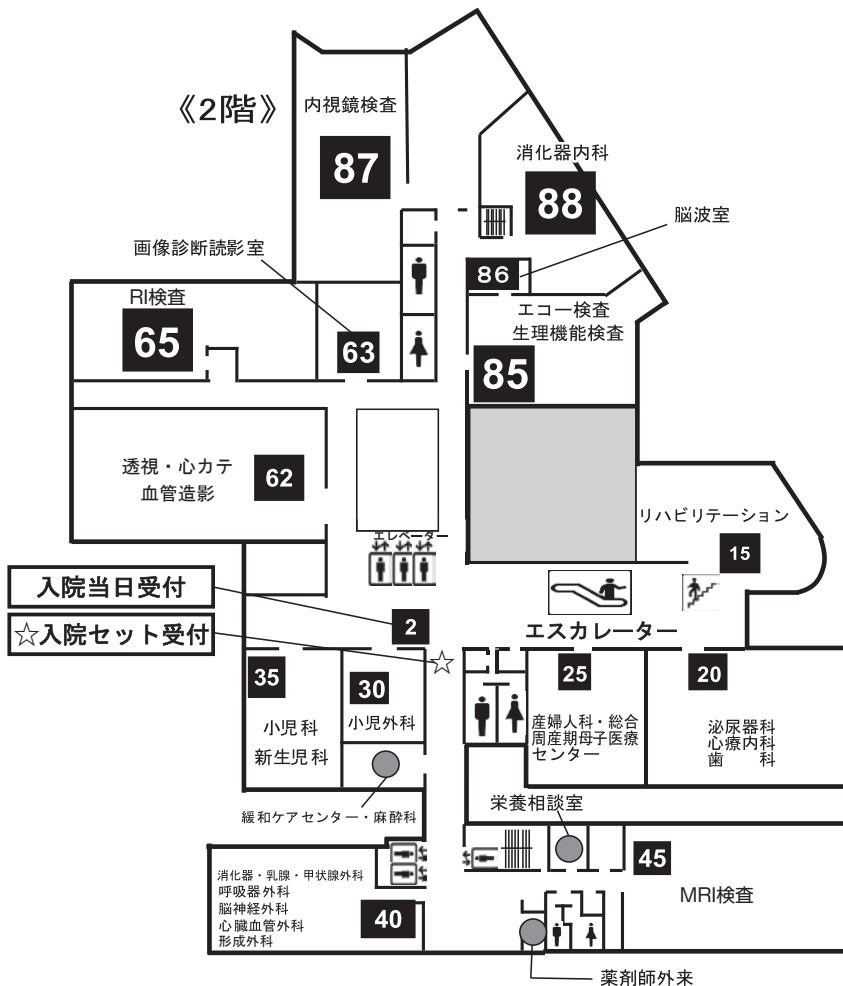 《2階》
内視鏡検査
87
消化器内科
88
脳波室
86
画像診断読影室
RI検査
65
63
エコー検査
生理機能検査
85
透視・心カテ
血管造影
62
リハビリテーション
15
エレベーター
入院当日受付
2
☆入院セット受付
☆
エスカレーター
35
小児科
新生児科
30
小児外科
25
産婦人科・総合
周産期母子医療
センター
20
泌尿器科
心療内科
歯　　科
緩和ケアセンター・麻酔科
栄養相談室
45
MRI検査
消化器・乳腺・甲状腺外科
呼吸器外科
脳神経外科
心臓血管外科
形成外科
40
薬剤師外来